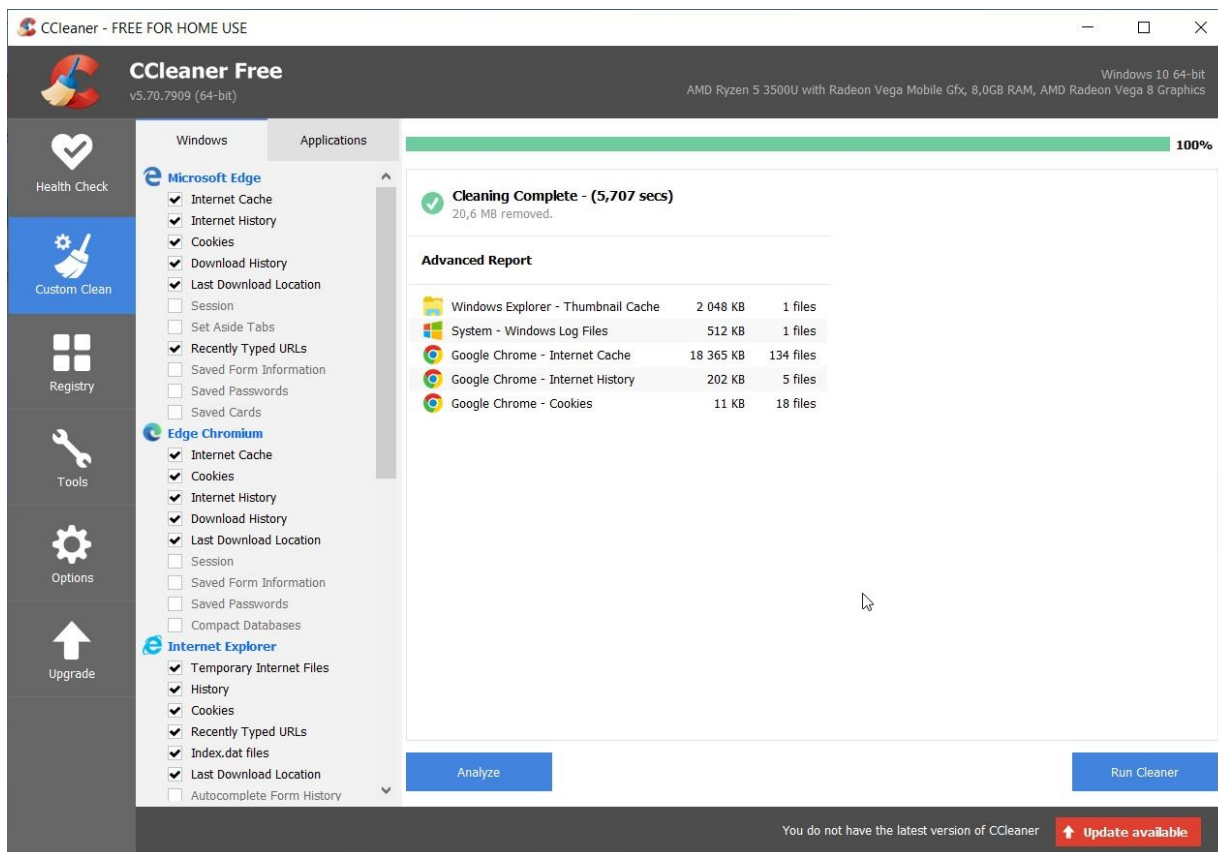 CCleaner - FREE FOR HOME USE
CCleaner Free
v5.70.7909 (64-bit)
Windows 10 64-bit
AMD Ryzen 5 3500U with Radeon Vega Mobile Gfx, 8,0GB RAM, AMD Radeon Vega 8 Graphics
Health Check
Custom Clean
Registry
Tools
Options
Upgrade
Windows Applications
Microsoft Edge
Internet Cache
Internet History
Cookies
Download History
Last Download Location
Session
Set Aside Tabs
Recently Typed URLs
Saved Form Information
Saved Passwords
Saved Cards
Edge Chromium
Internet Cache
Cookies
Internet History
Download History
Last Download Location
Session
Saved Form Information
Saved Passwords
Compact Databases
Internet Explorer
Temporary Internet Files
History
Cookies
Recently Typed URLs
Index.dat files
Last Download Location
Autocomplete Form History
100%
Cleaning Complete - (5,707 secs)
20,6 MB removed.
Advanced Report
Windows Explorer - Thumbnail Cache 2 048 KB 1 files
System - Windows Log Files 512 KB 1 files
Google Chrome - Internet Cache 18 365 KB 134 files
Google Chrome - Internet History 202 KB 5 files
Google Chrome - Cookies 11 KB 18 files
Analyze
Run Cleaner
You do not have the latest version of CCleaner
Update available